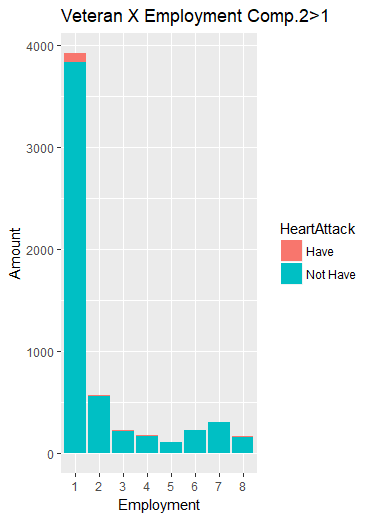 Veteran X Employment Comp.2>1
4000
3000
2000
1000
0
Amount
1 2 3 4 5 6 7 8
Employment
HeartAttack
Have
Not Have